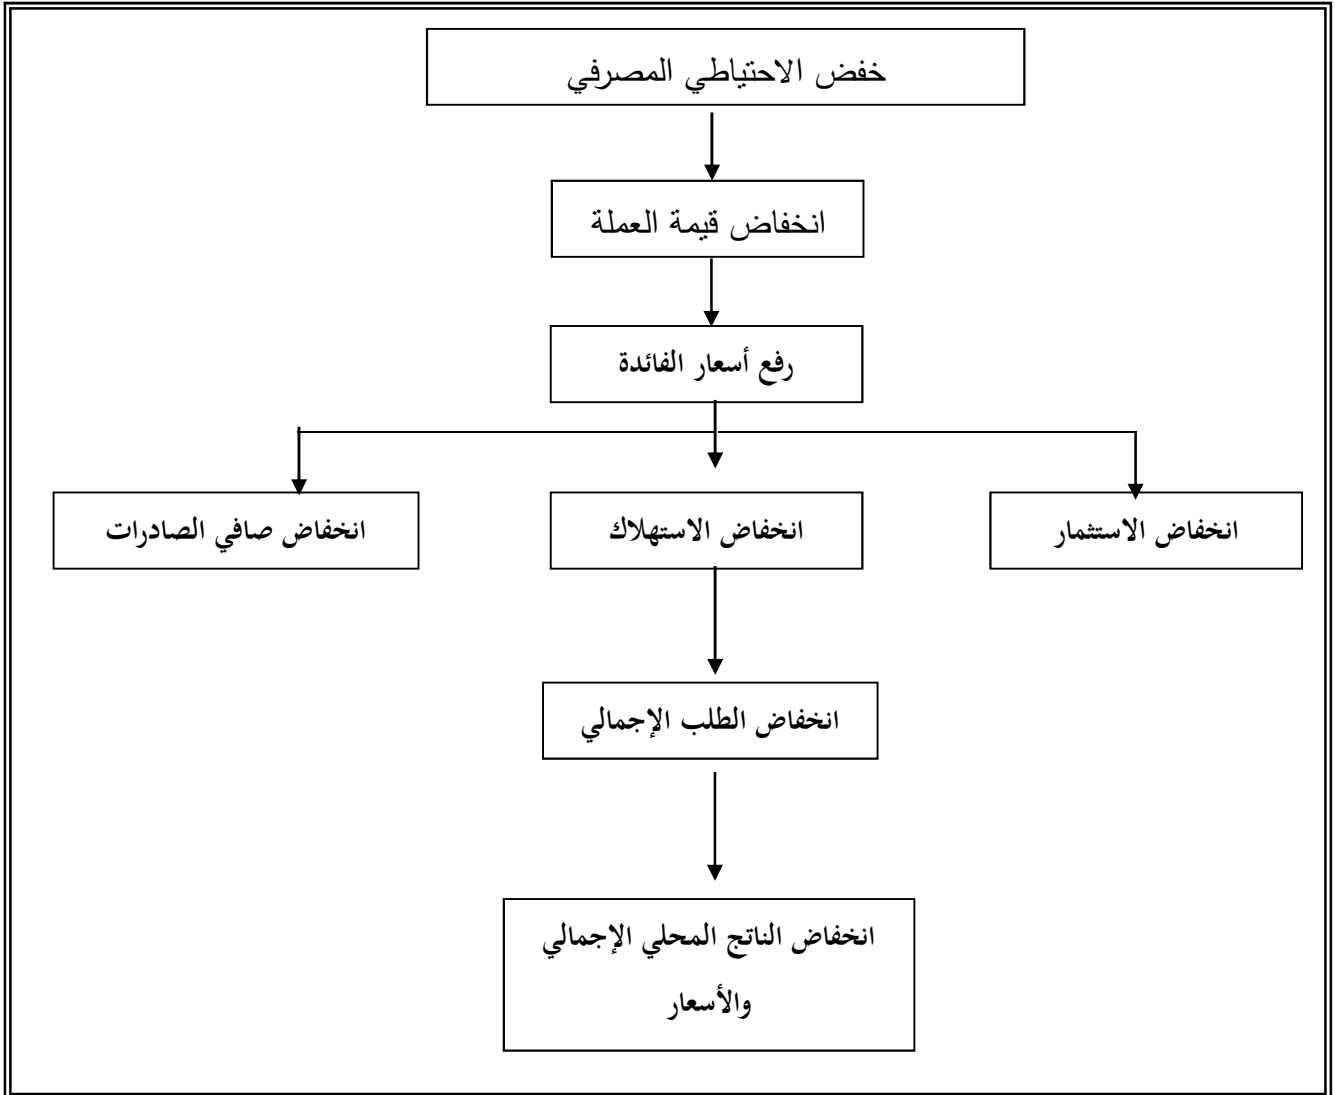 خفض الاحتياطي المصرفي
انخفاض قيمة العملة
رفع أسعار الفائدة
انخفاض الاستثمار
انخفاض الاستهلاك
انخفاض صافي الصادرات
انخفاض الطلب الإجمالي
انخفاض الناتج المحلي الإجمالي
والأسعار